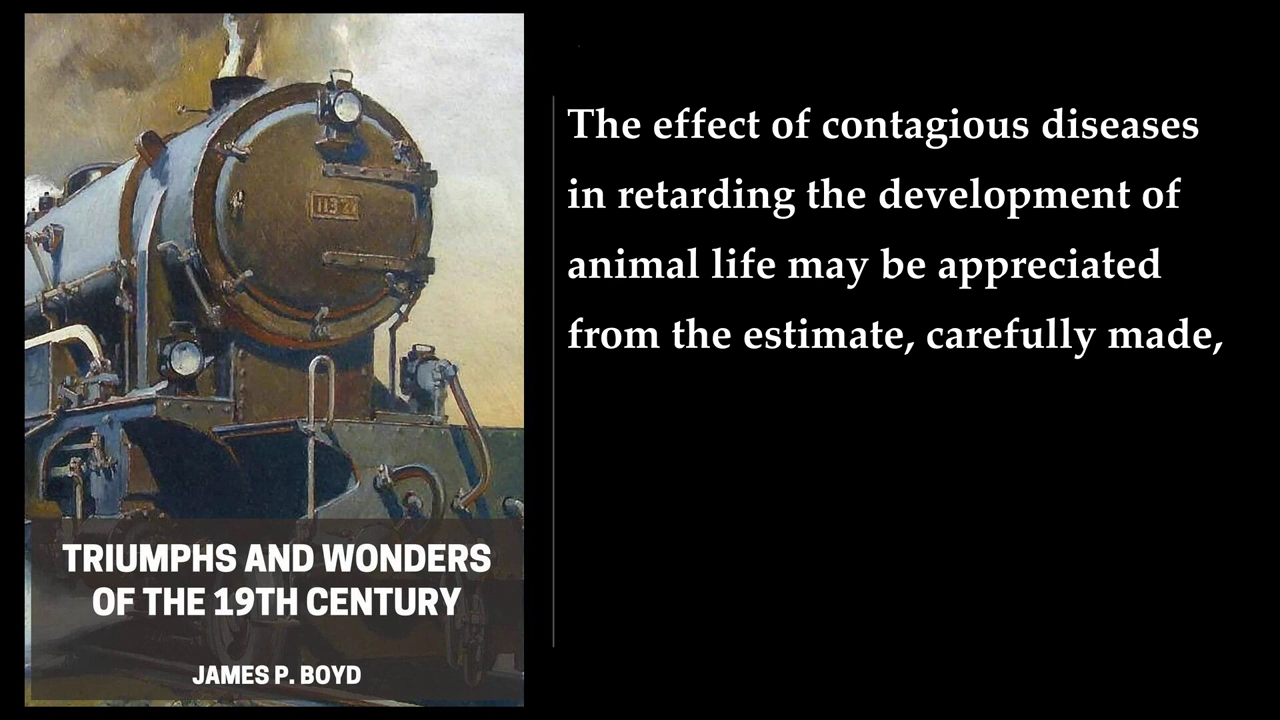 TRIUMPHS AND WONDERS
OF THE 19TH CENTURY
JAMES P. BOYD
The effect of contagious diseases
in retarding the development of
animal life may be appreciated
from the estimate, carefully made,